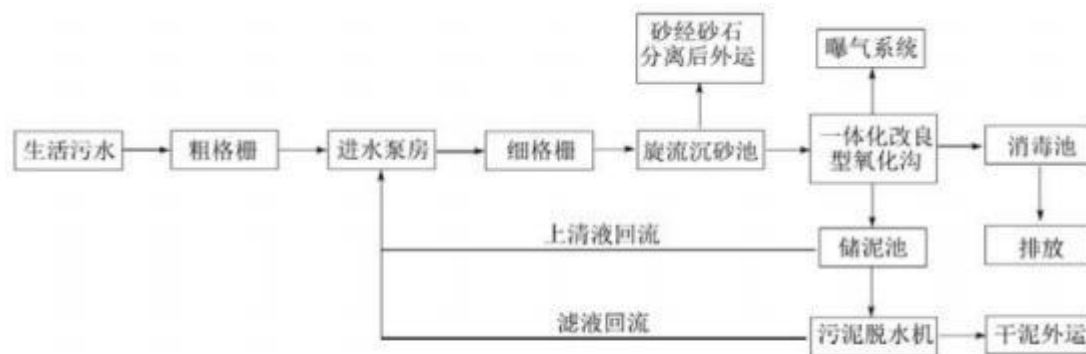 砂经砂石
分离后外运
曝气系统
生活污水
粗格栅
进水泵房
细格栅
旋流沉砂池
一体化改良
型氧化沟
消毒池
上清液回流
储泥池
排放
滤液回流
污泥脱水机
干泥外运